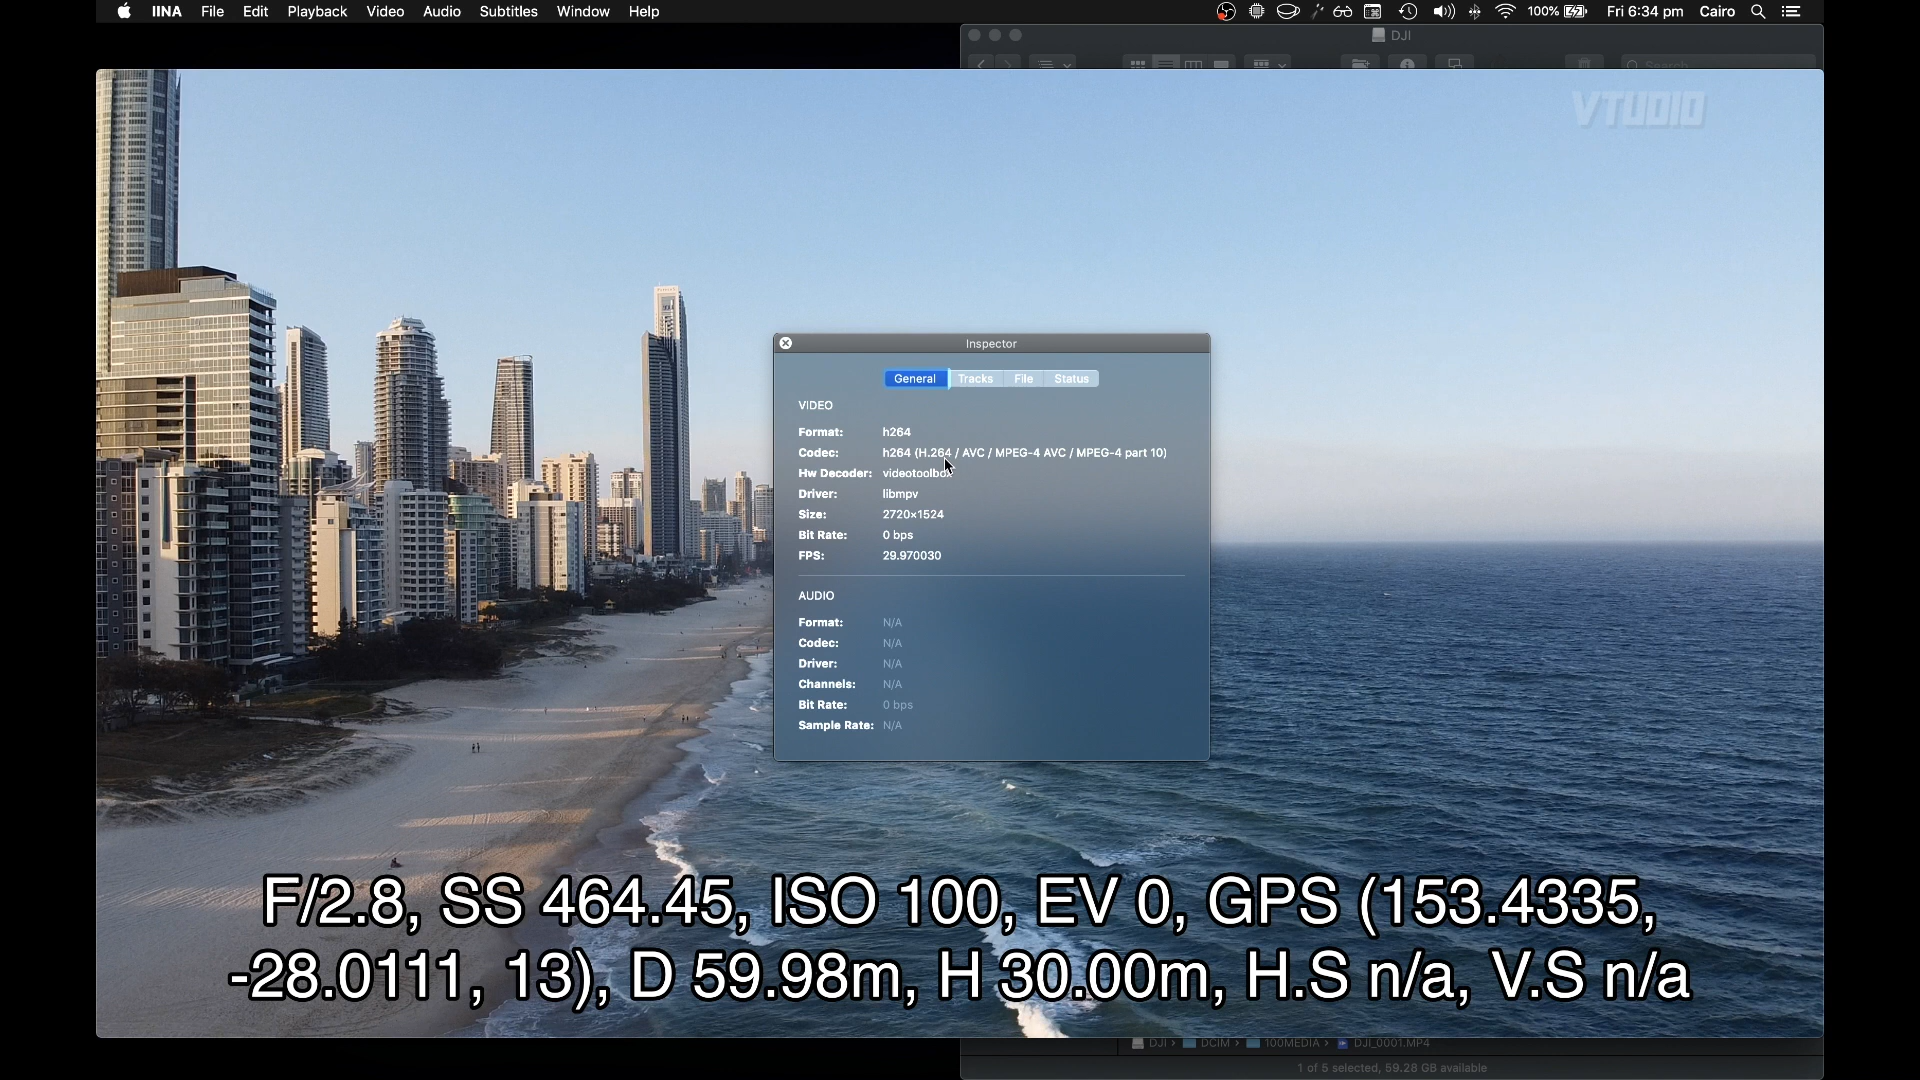 IINA File Edit Playback Video Audio Subtitles Window Help
100% Fri 6:34 pm Cairo
DJI
Search
VTUDIO
Inspector
General Tracks File Status
VIDEO
Format: h264
Codec: h264 (H.264 / AVC / MPEG-4 AVC / MPEG-4 part 10)
Hw Decoder: videotoolbox
Driver: libmpv
Size: 2720×1524
Bit Rate: 0 bps
FPS: 29.970030
AUDIO
Format: N/A
Codec: N/A
Driver: N/A
Channels: N/A
Bit Rate: 0 bps
Sample Rate: N/A
F/2.8, SS 464.45, ISO 100, EV 0, GPS (153.4335,
-28.0111, 13), D 59.98m, H 30.00m, H.S n/a, V.S n/a
DJI › DCIM › 100MEDIA › DJI_0001.MP4
1 of 5 selected, 59.28 GB available